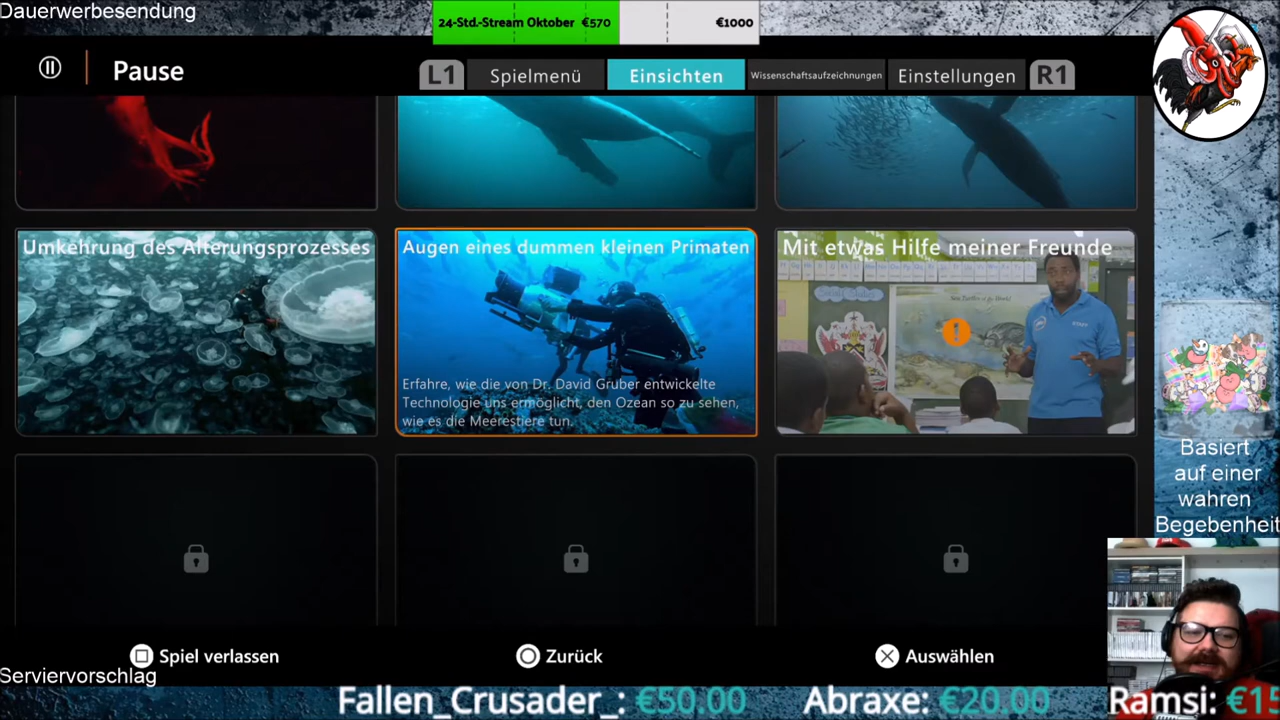 Dauerwerbesendung
24-Std.-Stream Oktober €570
€1000
Pause
L1
Spielmenü
Einsichten
Wissenschaftsaufzeichnungen
Einstellungen
R1
Umkehrung des Alterungsprozesses
Augen eines dummen kleinen Primaten
Mit etwas Hilfe meiner Freunde
Erfahre, wie die von Dr. David Gruber entwickelte
Technologie uns ermöglicht, den Ozean so zu sehen,
wie es die Meerestiere tun.
Basiert
auf einer
wahren
Begebenheit
Spiel verlassen
Zurück
Auswählen
Serviervorschlag
Fallen_Crusader_: €50.00 Abraxe: €20.00 Ramsi: €15